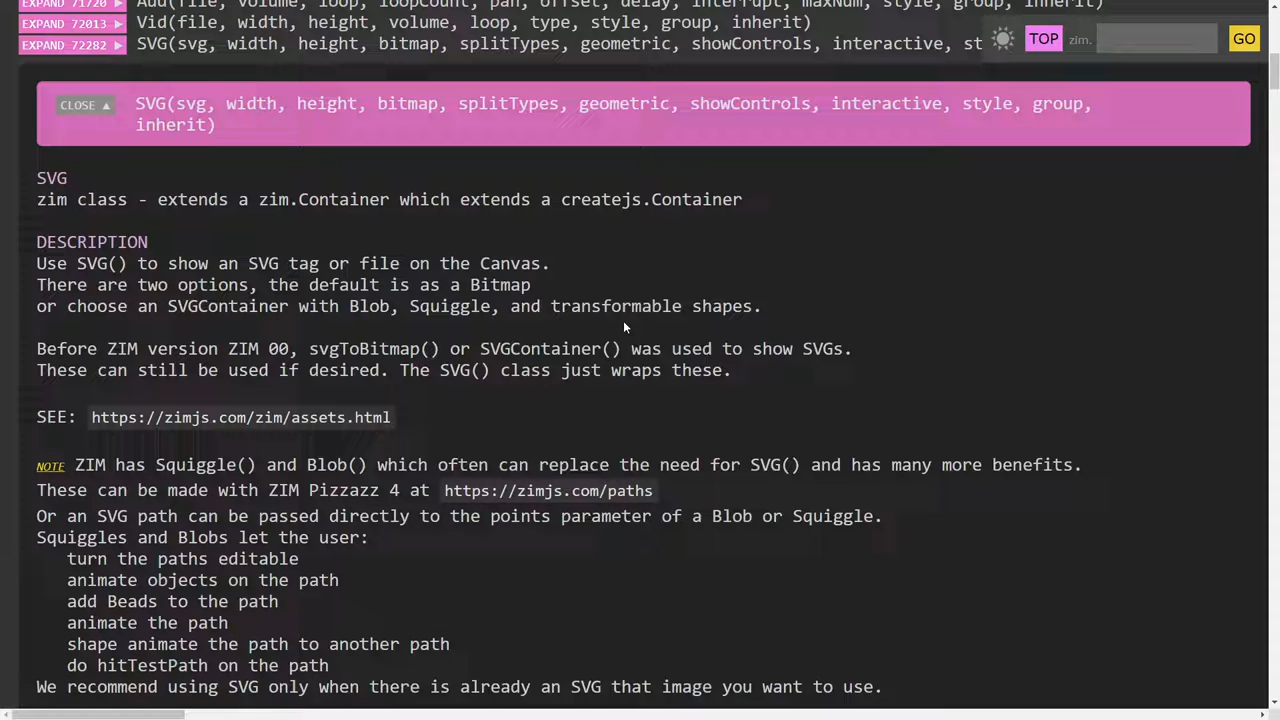 EXPAND 71720 ▶ Add(file, volume, loop, loopCount, pan, offset, delay, interrupt, maxNum, style, group, inherit)
EXPAND 72013 ▶ Vid(file, width, height, volume, loop, type, style, group, inherit)
EXPAND 72282 ▶ SVG(svg, width, height, bitmap, splitTypes, geometric, showControls, interactive, st
TOP zim. GO
CLOSE ▲ SVG(svg, width, height, bitmap, splitTypes, geometric, showControls, interactive, style, group,
inherit)
SVG
zim class - extends a zim.Container which extends a createjs.Container
DESCRIPTION
Use SVG() to show an SVG tag or file on the Canvas.
There are two options, the default is as a Bitmap
or choose an SVGContainer with Blob, Squiggle, and transformable shapes.
Before ZIM version ZIM 00, svgToBitmap() or SVGContainer() was used to show SVGs.
These can still be used if desired. The SVG() class just wraps these.
SEE: https://zimjs.com/zim/assets.html
NOTE ZIM has Squiggle() and Blob() which often can replace the need for SVG() and has many more benefits.
These can be made with ZIM Pizzazz 4 at https://zimjs.com/paths
Or an SVG path can be passed directly to the points parameter of a Blob or Squiggle.
Squiggles and Blobs let the user:
turn the paths editable
animate objects on the path
add Beads to the path
animate the path
shape animate the path to another path
do hitTestPath on the path
We recommend using SVG only when there is already an SVG that image you want to use.